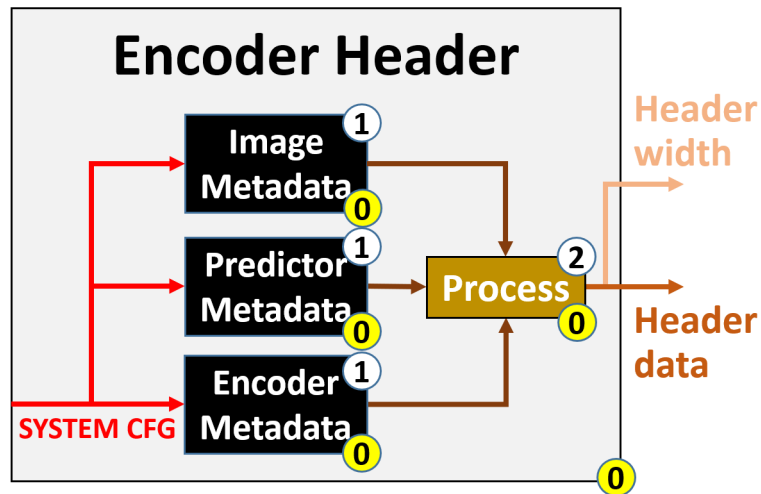 Encoder Header
Header
width
1
Image
Metadata
0
1
Predictor
Metadata
0
2
Process
0
Header
data
1
Encoder
Metadata
0
SYSTEM CFG
0